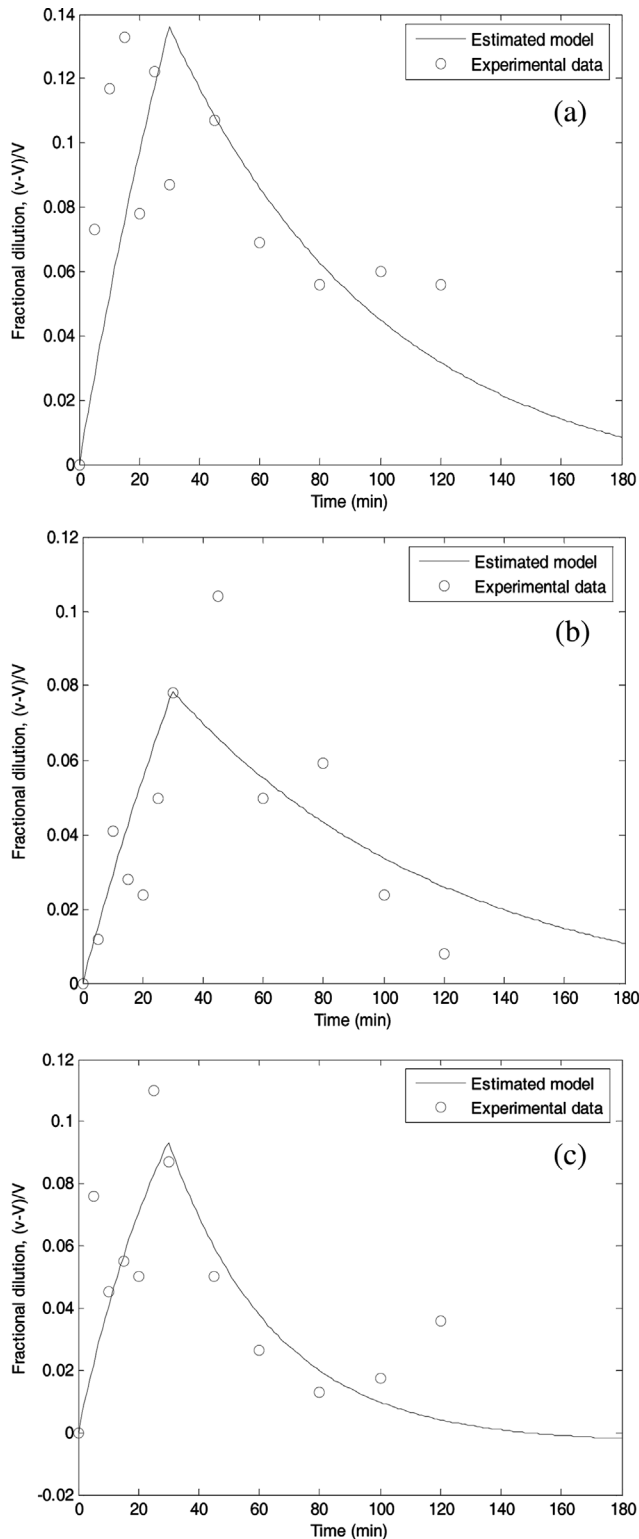 0.14
0.12
0.1
0.08
0.06
0.04
0.02
0
Fractional dilution, (v-V)/V
Estimated model
Experimental data
(a)
0 20 40 60 80 100 120 140 160 180
Time (min)
0.12
0.1
0.08
0.06
0.04
0.02
0
Fractional dilution, (v-V)/V
Estimated model
Experimental data
(b)
0 20 40 60 80 100 120 140 160 180
Time (min)
0.12
0.1
0.08
0.06
0.04
0.02
0
-0.02
Fractional dilution, (v-V)/V
Estimated model
Experimental data
(c)
0 20 40 60 80 100 120 140 160 180
Time (min)